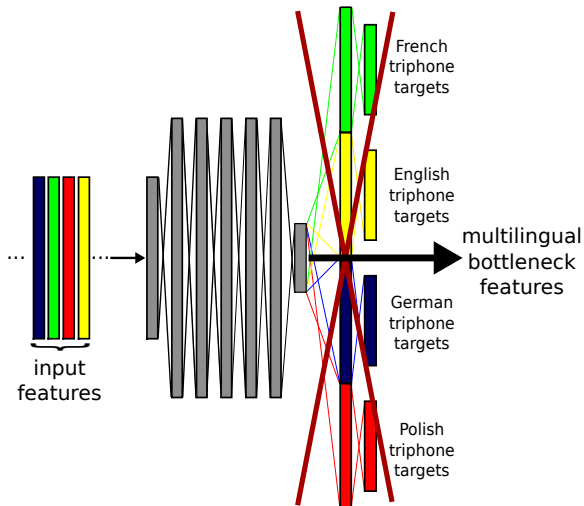 French
triphone
targets
English
triphone
targets
...
...
multilingual
bottleneck
features
German
triphone
targets
input
features
Polish
triphone
targets